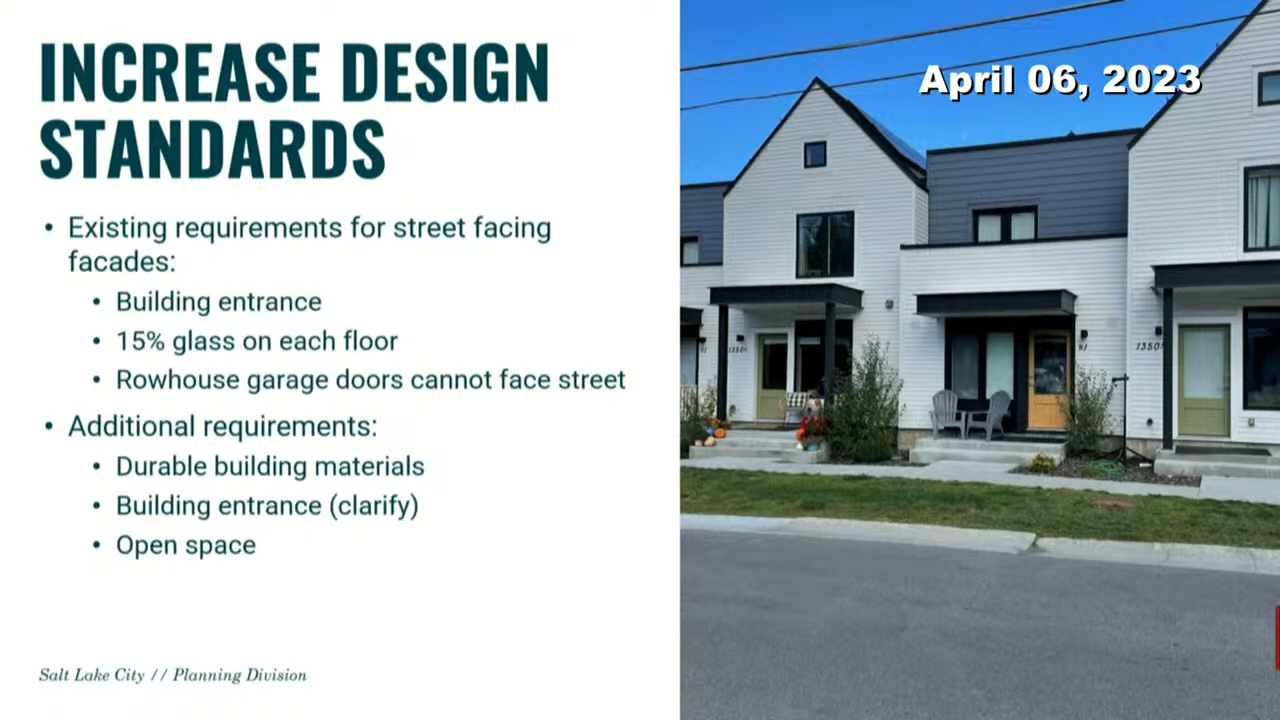 INCREASE DESIGN
STANDARDS
• Existing requirements for street facing
facades:
• Building entrance
• 15% glass on each floor
• Rowhouse garage doors cannot face street
• Additional requirements:
• Durable building materials
• Building entrance (clarify)
• Open space
Salt Lake City // Planning Division
April 06, 2023